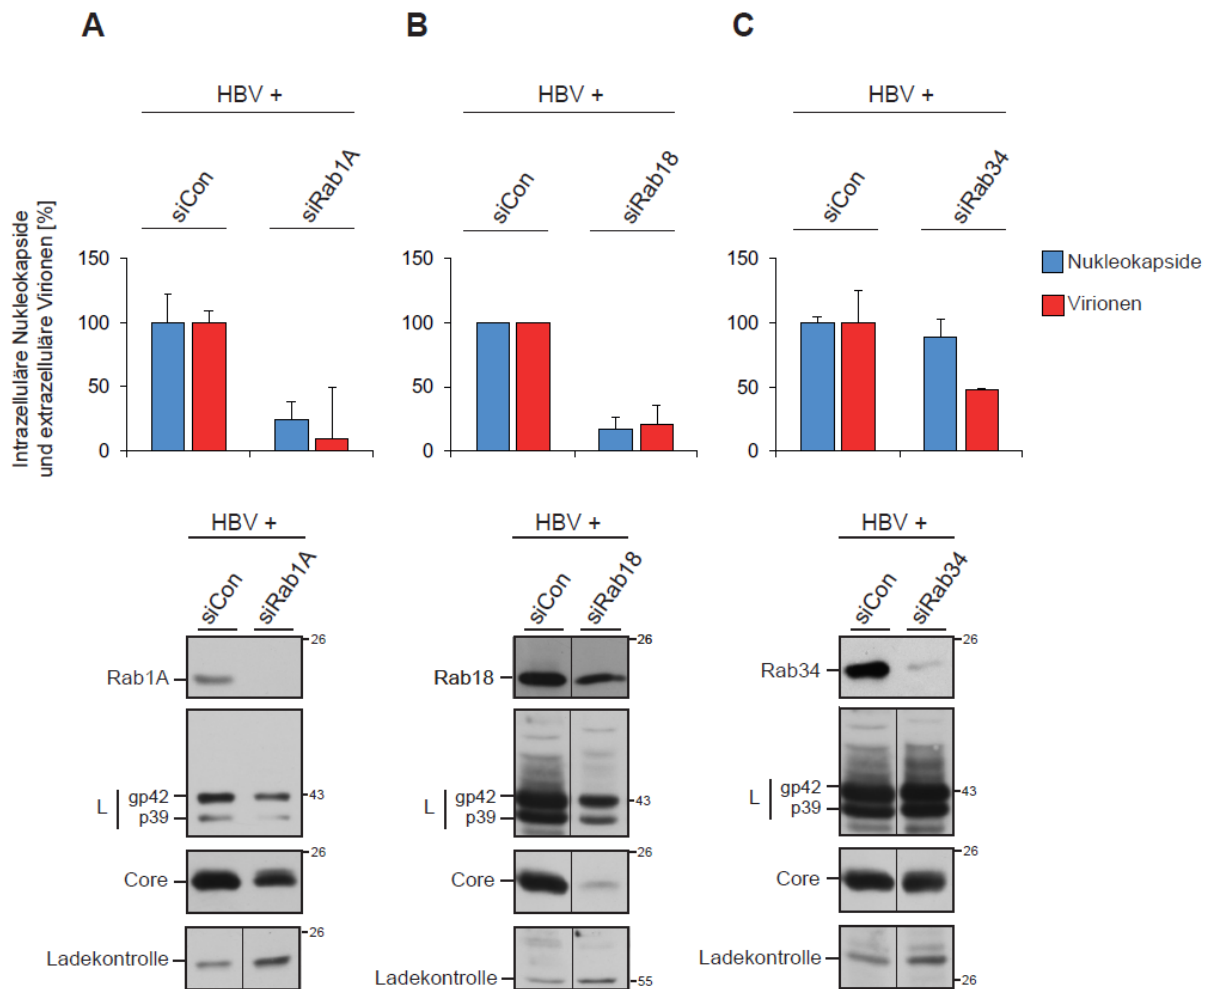 A
B
C
HBV +
HBV +
HBV +
siCon
siRab1A
siCon
siRab18
siCon
siRab34
Intrazelluläre Nukleokapside
und extrazelluläre Virionen [%]
150
100
50
0
150
100
50
0
150
100
50
0
Nukleokapside
Virionen
HBV +
siCon
siRab1A
26
Rab1A
L
gp42
p39
43
26
Core
26
Ladekontrolle
HBV +
siCon
siRab18
26
Rab18
L
gp42
p39
43
26
Core
Ladekontrolle
55
HBV +
siCon
siRab34
26
Rab34
L
gp42
p39
43
26
Core
Ladekontrolle
26